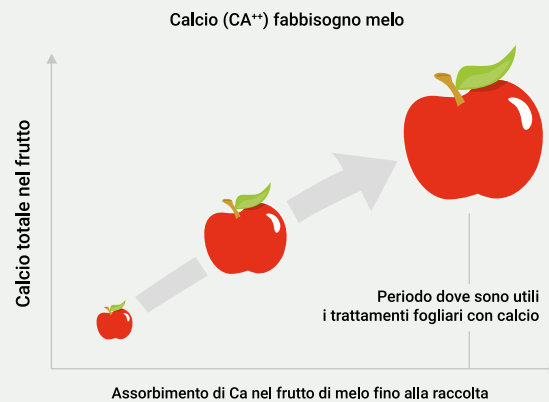 Calcio (CA⁺⁺) fabbisogno melo
Calcio totale nel frutto
Periodo dove sono utili
i trattamenti fogliari con calcio
Assorbimento di Ca nel frutto di melo fino alla raccolta